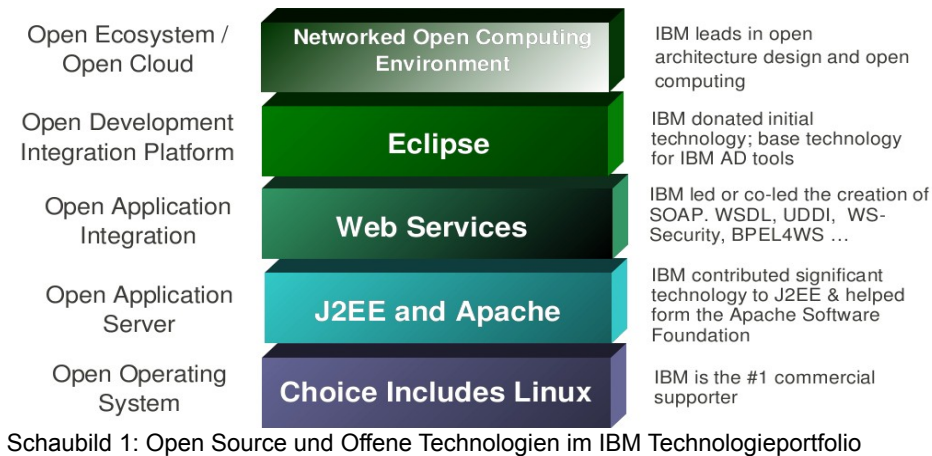 Open Ecosystem /
Open Cloud
Networked Open Computing
Environment
IBM leads in open
architecture design and open
computing
Open Development
Integration Platform
Eclipse
IBM donated initial
technology; base technology
for IBM AD tools
Open Application
Integration
Web Services
IBM led or co-led the creation of
SOAP. WSDL, UDDI, WS-
Security, BPEL4WS ...
Open Application
Server
J2EE and Apache
IBM contributed significant
technology to J2EE & helped
form the Apache Software
Foundation
Open Operating
System
Choice Includes Linux
IBM is the #1 commercial
supporter
Schaubild 1: Open Source und Offene Technologien im IBM Technologieportfolio